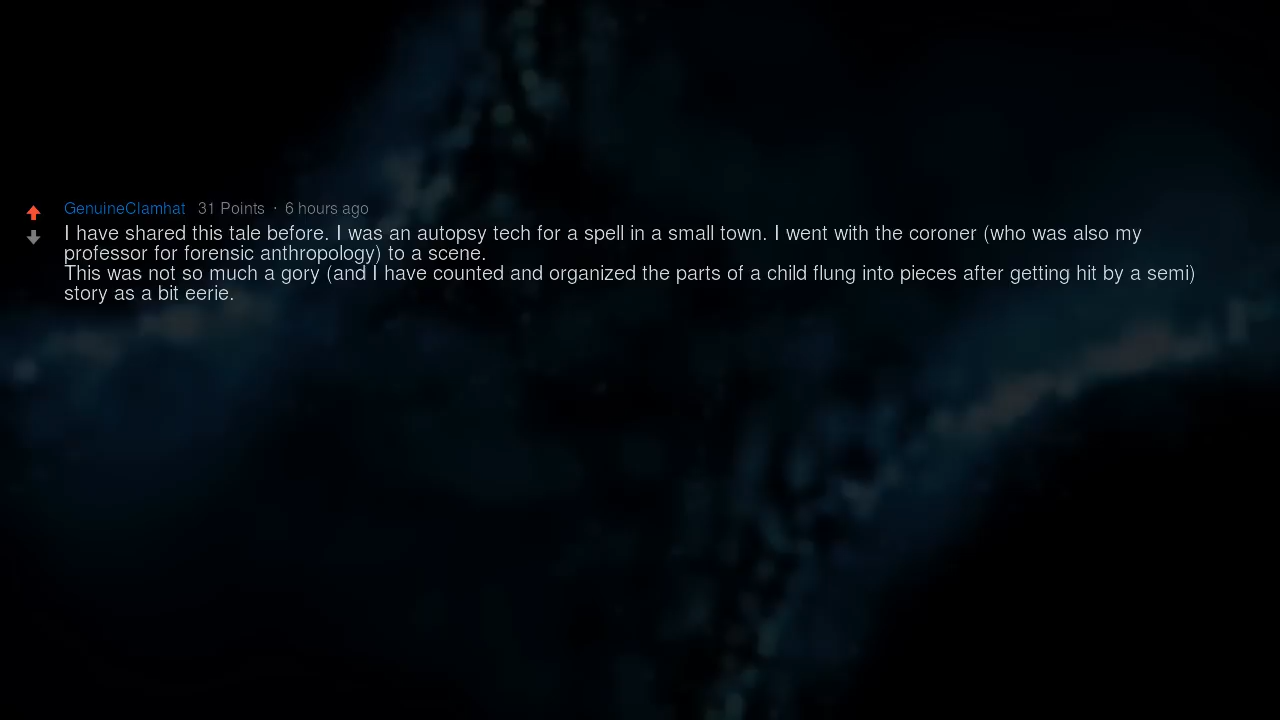 GenuineClamhat 31 Points · 6 hours ago
I have shared this tale before. I was an autopsy tech for a spell in a small town. I went with the coroner (who was also my
professor for forensic anthropology) to a scene.
This was not so much a gory (and I have counted and organized the parts of a child flung into pieces after getting hit by a semi)
story as a bit eerie.